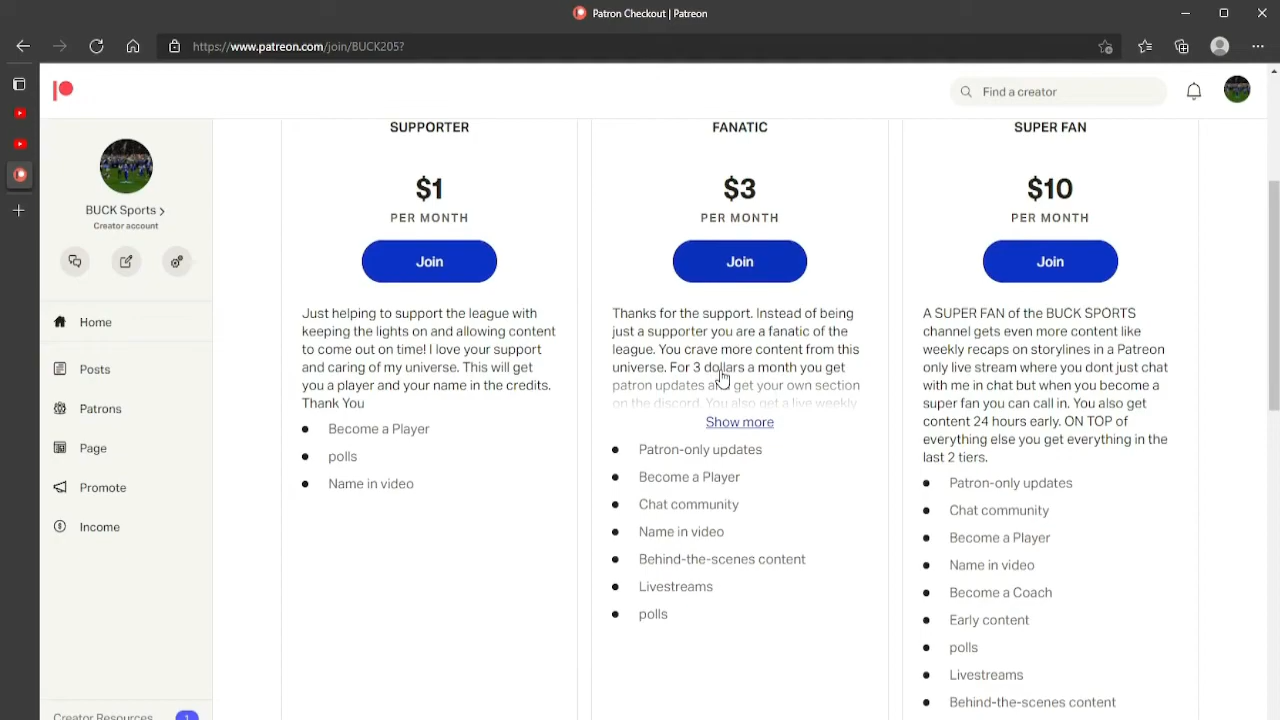 Patron Checkout | Patreon
https://www.patreon.com/join/BUCK205?
Find a creator
BUCK Sports
Creator account
Home
Posts
Patrons
Page
Promote
Income
Creator Resources
1
SUPPORTER
$1
PER MONTH
Join
Just helping to support the league with
keeping the lights on and allowing content
to come out on time! I love your support
and caring of my universe. This will get
you a player and your name in the credits.
Thank You
Become a Player
polls
Name in video
FANATIC
$3
PER MONTH
Join
Thanks for the support. Instead of being
just a supporter you are a fanatic of the
league. You crave more content from this
universe. For 3 dollars a month you get
patron updates and get your own section
on the discord. You also get a live weekly
Show more
Patron-only updates
Become a Player
Chat community
Name in video
Behind-the-scenes content
Livestreams
polls
SUPER FAN
$10
PER MONTH
Join
A SUPER FAN of the BUCK SPORTS
channel gets even more content like
weekly recaps on storylines in a Patreon
only live stream where you dont just chat
with me in chat but when you become a
super fan you can call in. You also get
content 24 hours early. ON TOP of
everything else you get everything in the
last 2 tiers.
Patron-only updates
Chat community
Become a Player
Name in video
Become a Coach
Early content
polls
Livestreams
Behind-the-scenes content